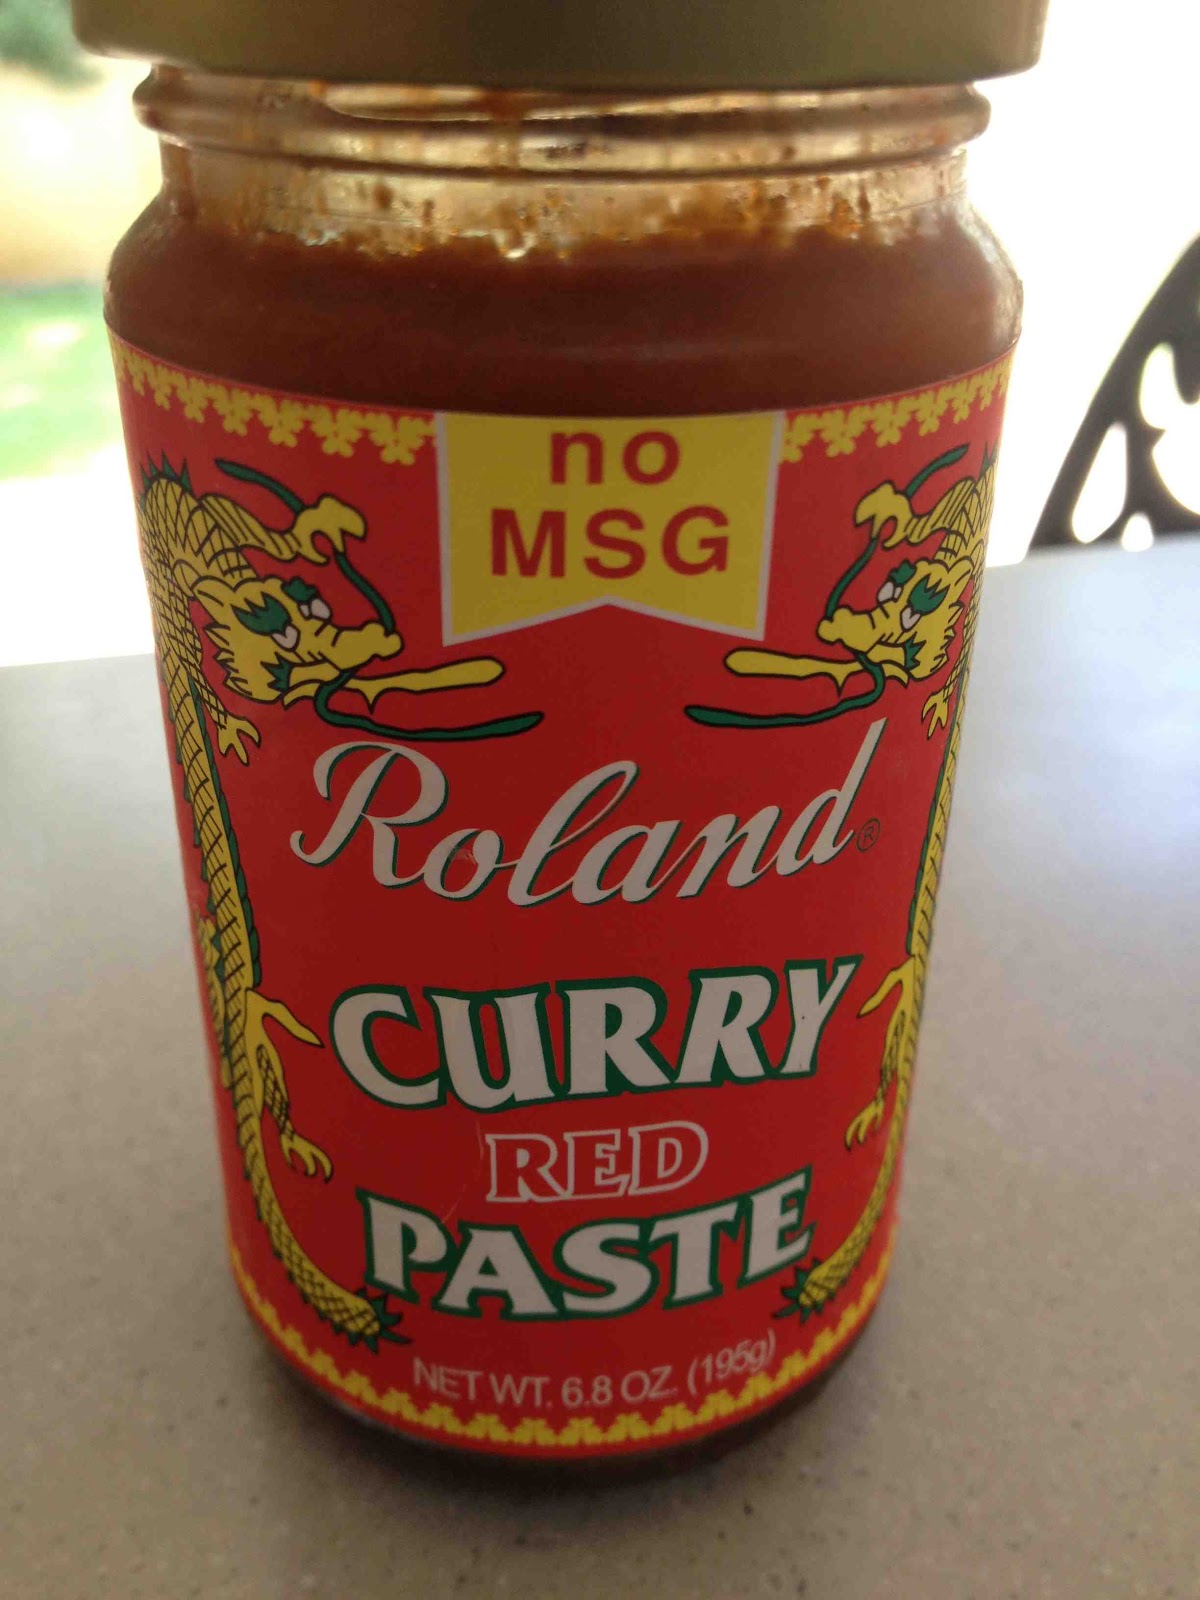 no
MSG
Roland®
CURRY
RED
PASTE
NET WT. 6.8 OZ. (195g)